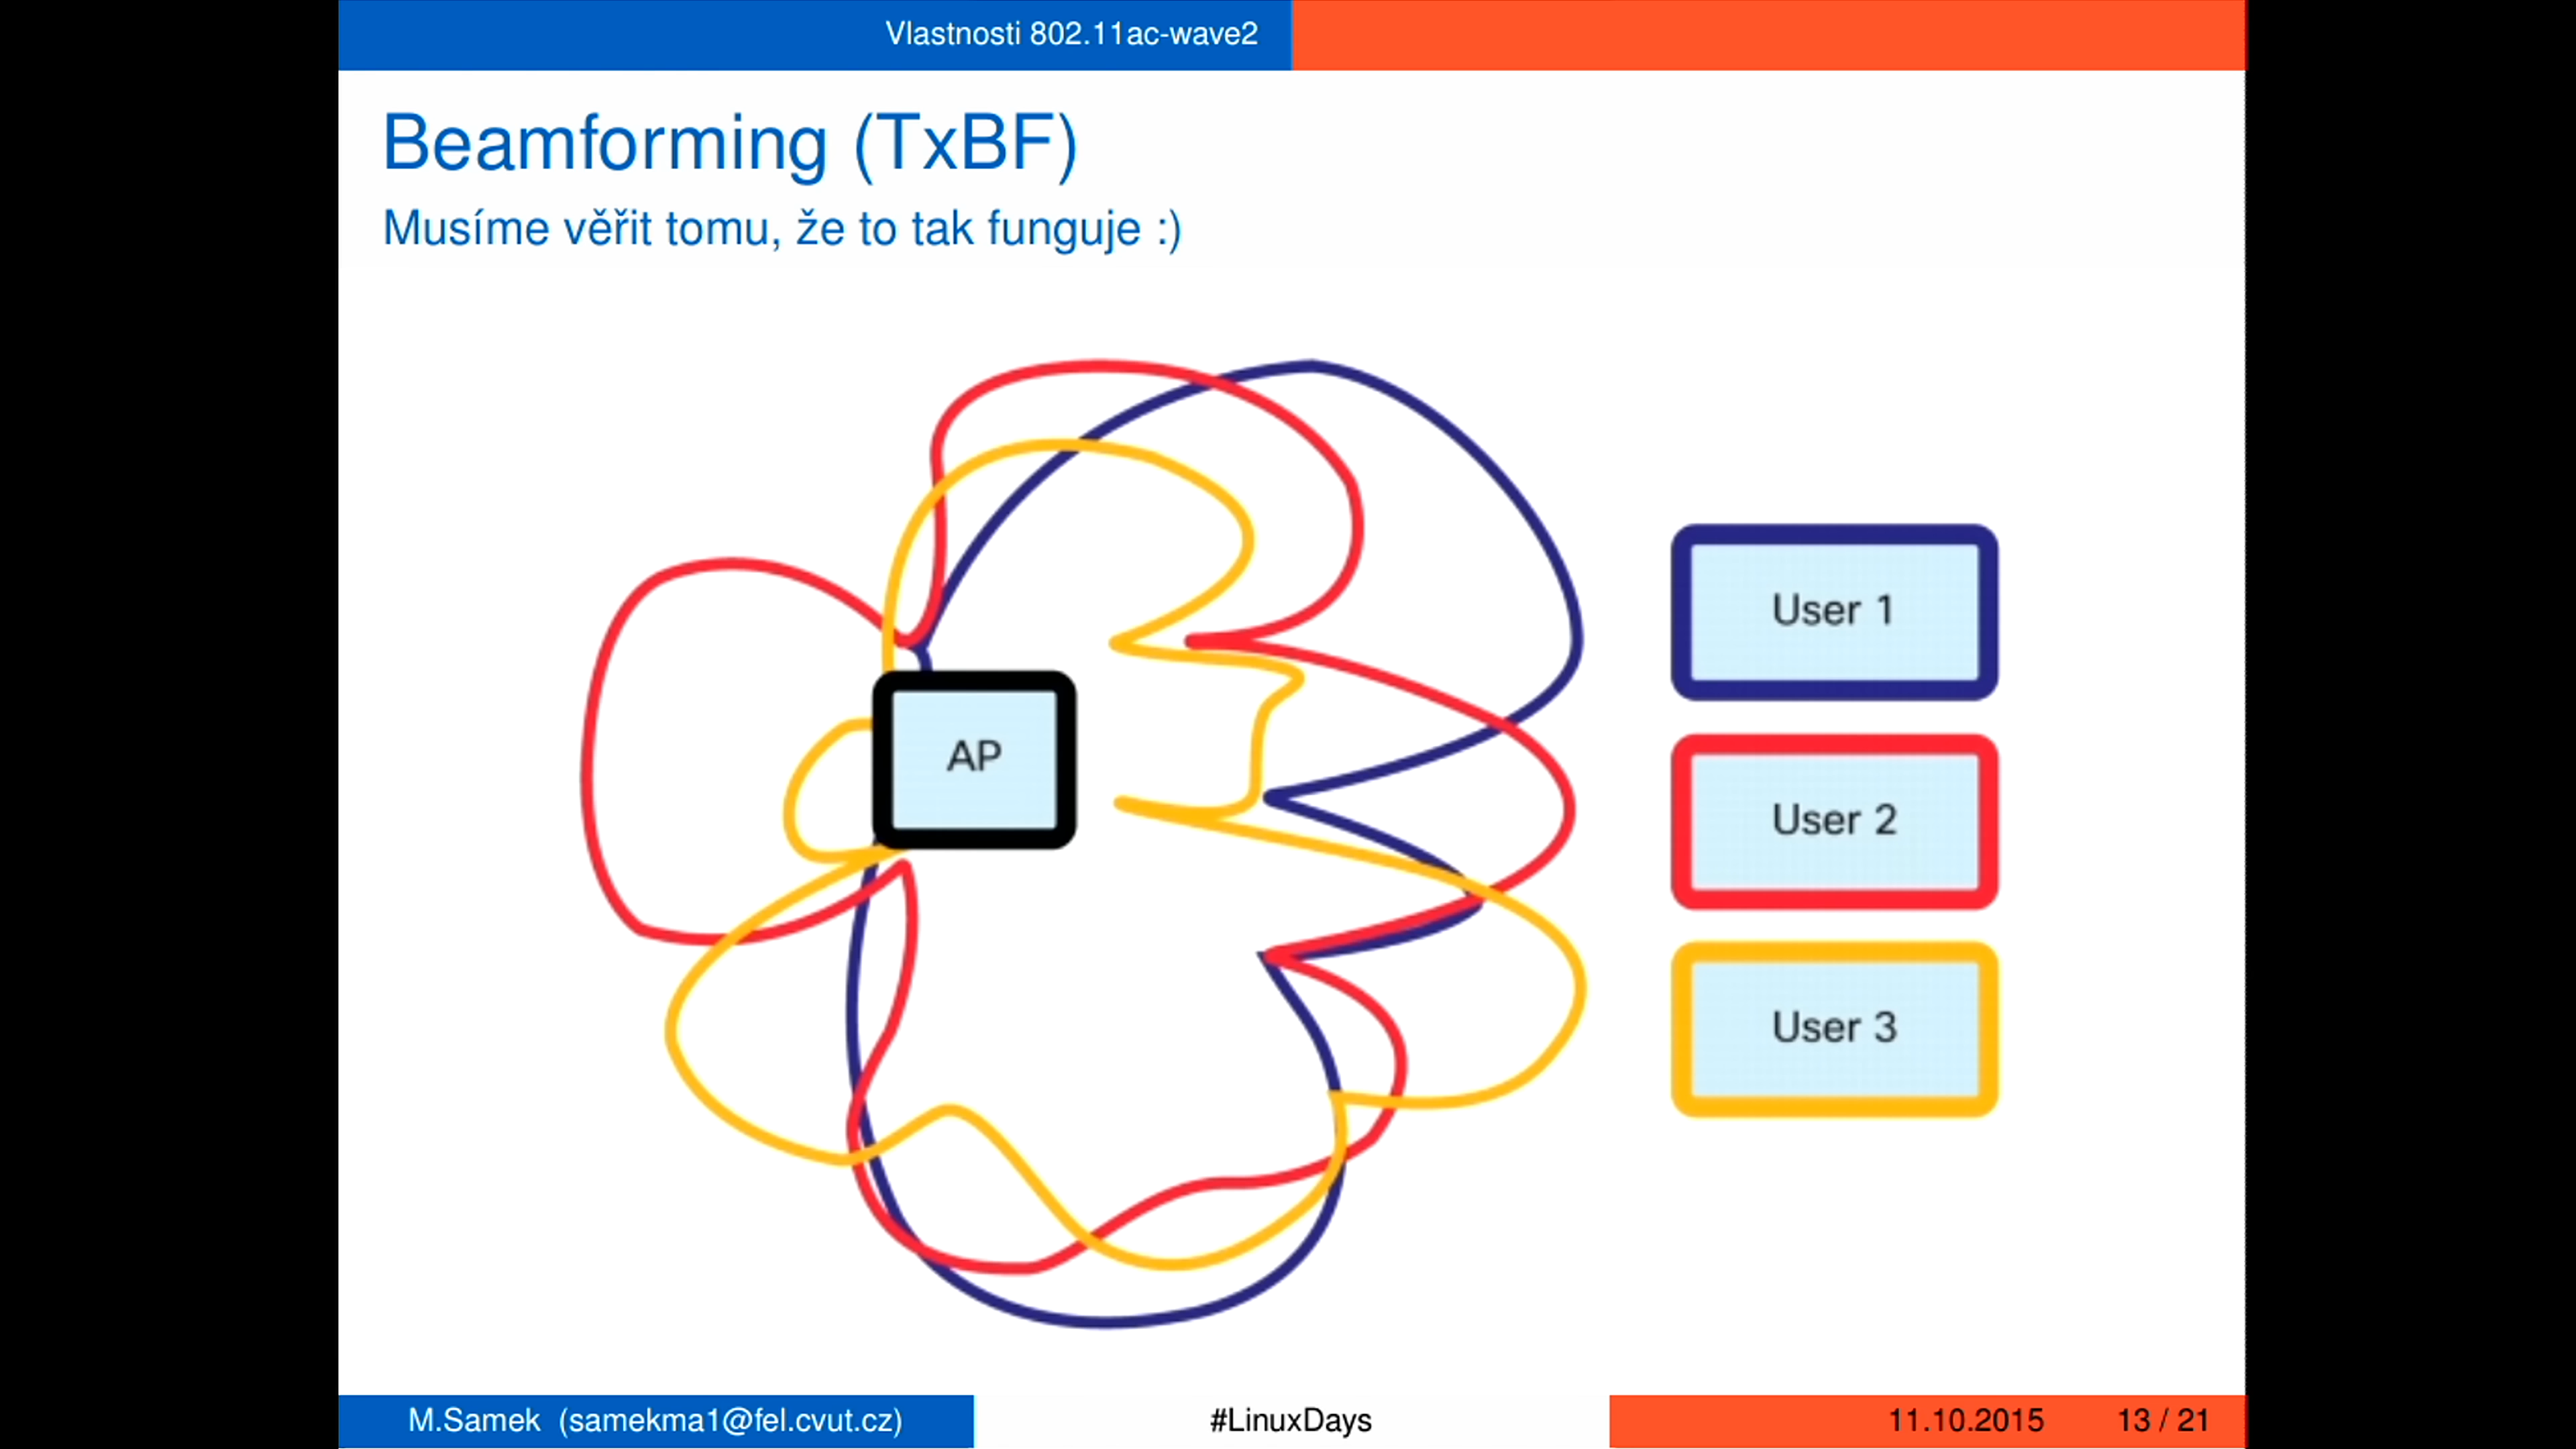 Vlastnosti 802.11ac-wave2
Beamforming (TxBF)
Musíme věřit tomu, že to tak funguje :)
AP
User 1
User 2
User 3
M.Samek (samekma1@fel.cvut.cz)
#LinuxDays
11.10.2015
13 / 21